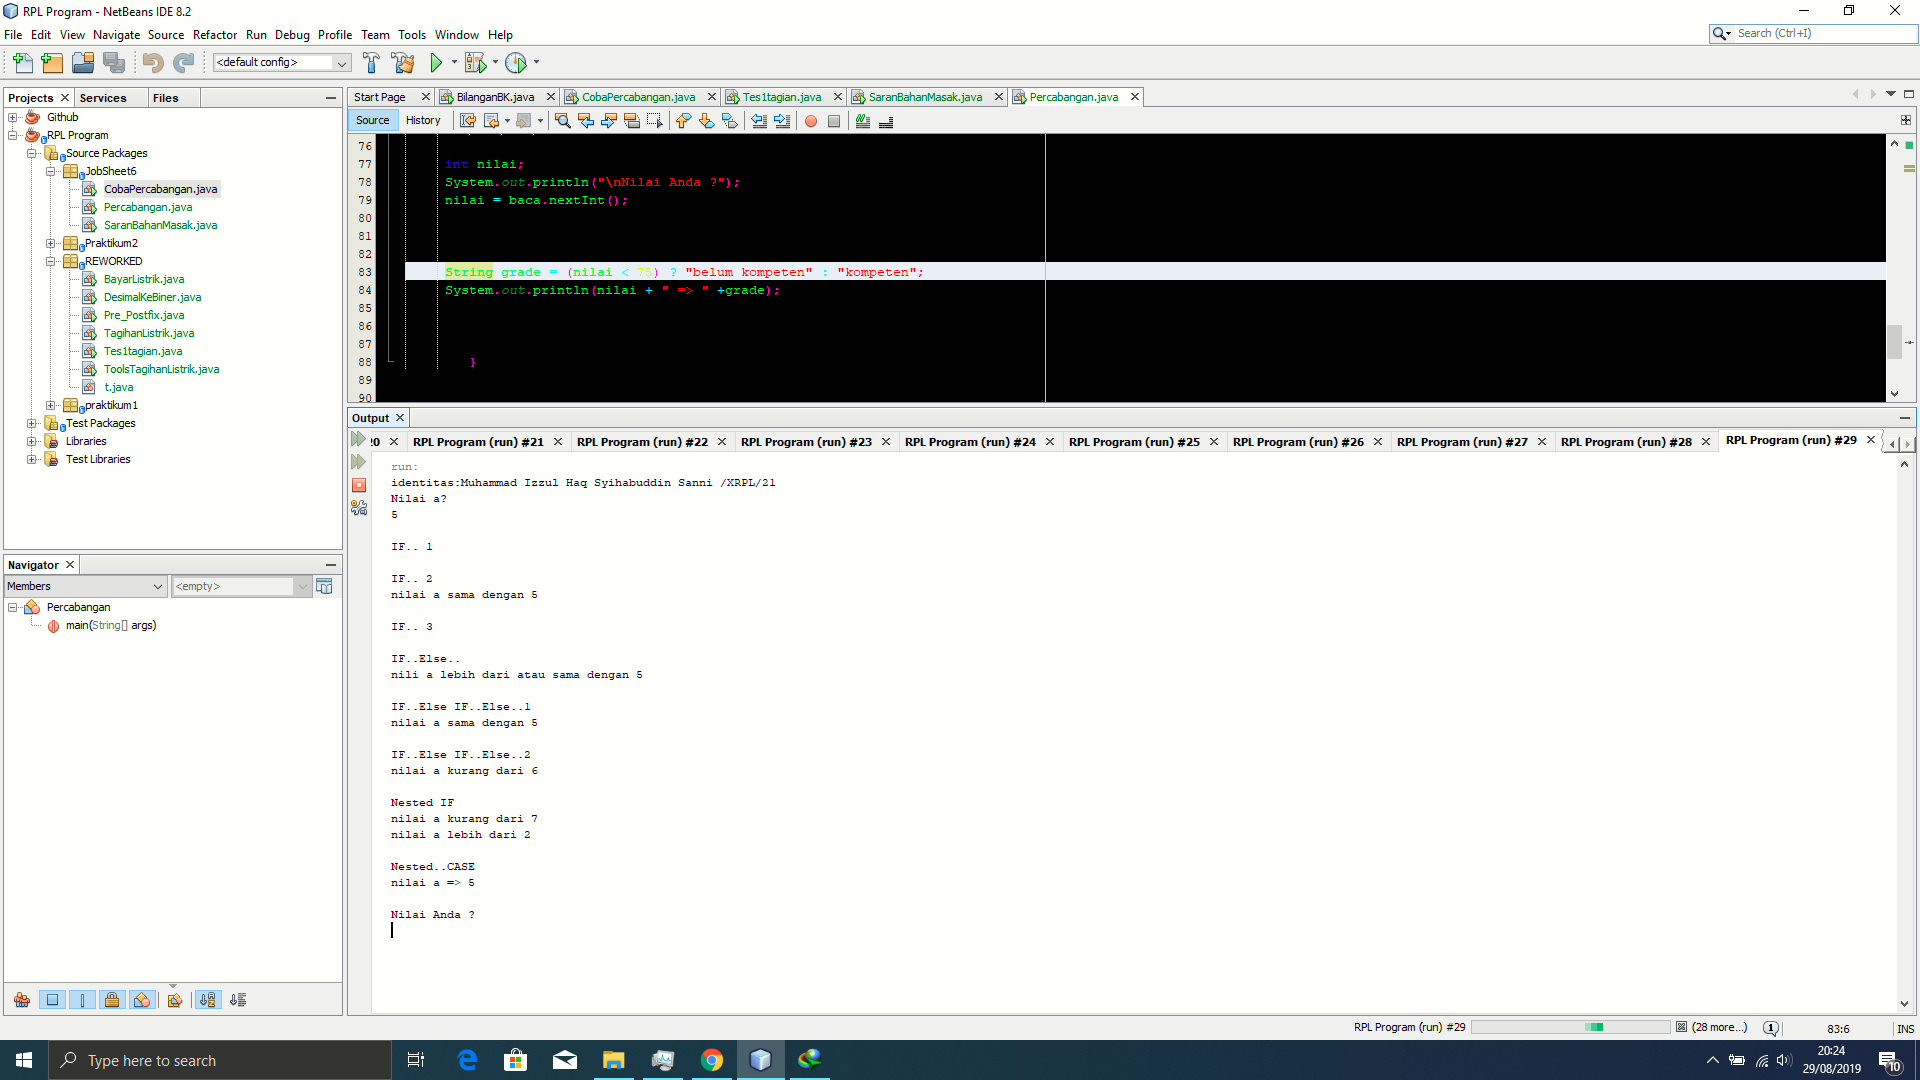 RPL Program - NetBeans IDE 8.2
File Edit View Navigate Source Refactor Run Debug Profile Team Tools Window Help
Search (Ctrl+I)
<default config>
Projects Services Files
Github
RPL Program
Source Packages
JobSheet6
CobaPercabangan.java
Percabangan.java
SaranBahanMasak.java
Praktikum2
REWORKED
BayarListrik.java
DesimalKeBiner.java
Pre_Postfix.java
TagihanListrik.java
Tes1tagian.java
ToolsTagihanListrik.java
t.java
praktikum1
Test Packages
Libraries
Test Libraries
Navigator
Members <empty>
Percabangan
main(String[] args)
Start Page BilanganBK.java CobaPercabangan.java Tes1tagian.java SaranBahanMasak.java Percabangan.java
Source History
76
77 int nilai;
78 System.out.println("\nNilai Anda ?");
79 nilai = baca.nextInt();
80
81
82
83 String grade = (nilai < 75) ? "belum kompeten" : "kompeten";
84 System.out.println(nilai + " => " +grade);
85
86
87
88 }
89
90
Output
20 RPL Program (run) #21 RPL Program (run) #22 RPL Program (run) #23 RPL Program (run) #24 RPL Program (run) #25 RPL Program (run) #26 RPL Program (run) #27 RPL Program (run) #28 RPL Program (run) #29
run:
identitas:Muhammad Izzul Haq Syihabuddin Sanni /XRPL/21
Nilai a?
5
IF.. 1
IF.. 2
nilai a sama dengan 5
IF.. 3
IF..Else..
nili a lebih dari atau sama dengan 5
IF..Else IF..Else..1
nilai a sama dengan 5
IF..Else IF..Else..2
nilai a kurang dari 6
Nested IF
nilai a kurang dari 7
nilai a lebih dari 2
Nested..CASE
nilai a => 5
Nilai Anda ?
RPL Program (run) #29 (28 more...) 1 83:6 INS
Type here to search
20:24
29/08/2019
10